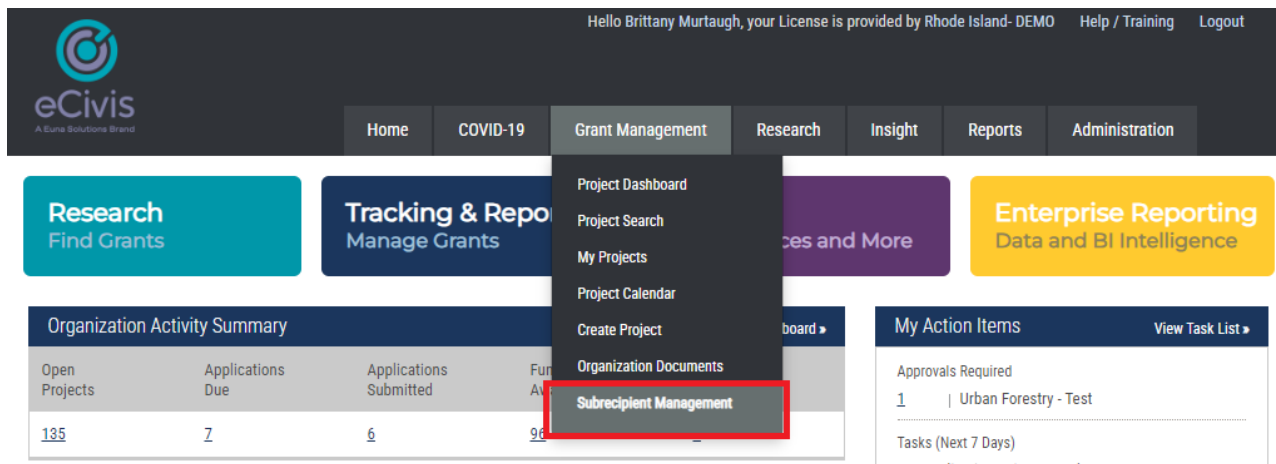 Hello Brittany Murtaugh, your License is provided by Rhode Island- DEMO Help / Training Logout
eCivis
A Euna Solutions Brand
Home COVID-19 Grant Management Research Insight Reports Administration
Project Dashboard
Project Search
My Projects
Project Calendar
Create Project
Organization Documents
Subrecipient Management
Research
Find Grants
Tracking & Repo
Manage Grants
ces and More
Enterprise Reporting
Data and BI Intelligence
Organization Activity Summary
board »
Open Projects
Applications Due
Applications Submitted
Fun
Aw
135 7 6 96
My Action Items View Task List »
Approvals Required
1 | Urban Forestry - Test
Tasks (Next 7 Days)